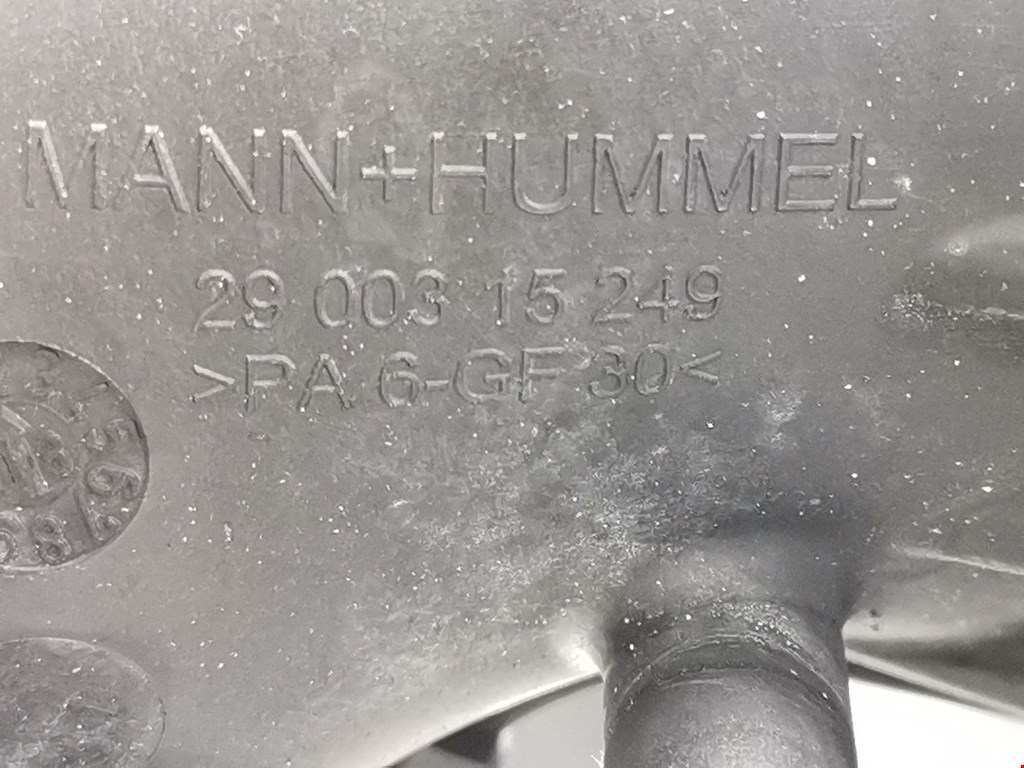 MANN+HUMMEL
29 003 15 249
>PA 6-GF 30<